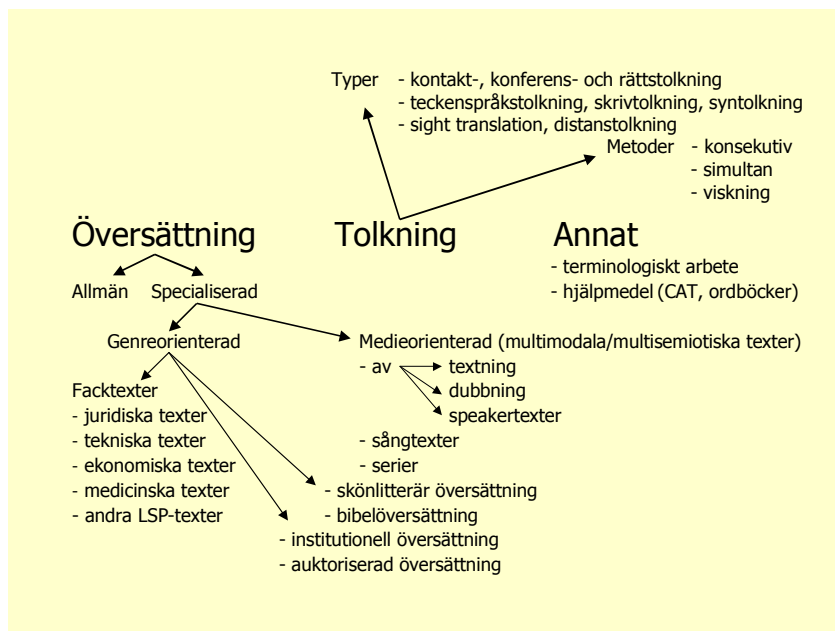 Typer - kontakt-, konferens- och rättstolkning
- teckenspråkstolkning, skrivtolkning, syntolkning
- sight translation, distanstolkning
Metoder - konsekutiv
- simultan
- viskning
Översättning Tolkning Annat
- terminologiskt arbete
Allmän Specialiserad - hjälpmedel (CAT, ordböcker)
Genreorienterad Medieorienterad (multimodala/multisemiotiska texter)
- av textning
Facktexter dubbning
- juridiska texter speakertexter
- tekniska texter - sångtexter
- ekonomiska texter - serier
- medicinska texter - skönlitterär översättning
- andra LSP-texter - bibelöversättning
- institutionell översättning
- auktoriserad översättning